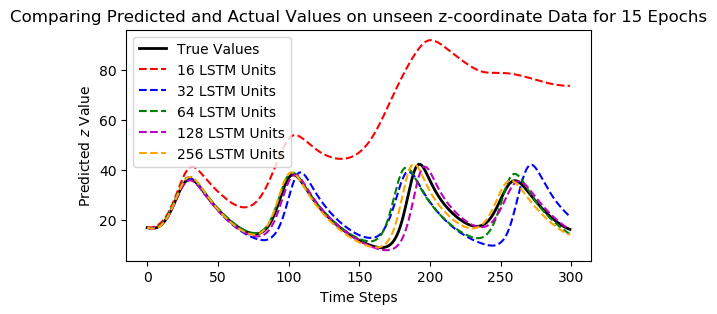 Comparing Predicted and Actual Values on unseen z-coordinate Data for 15 Epochs
True Values
16 LSTM Units
32 LSTM Units
64 LSTM Units
128 LSTM Units
256 LSTM Units
Predicted z Value
80
60
40
20
0
50
100
150
200
250
300
Time Steps